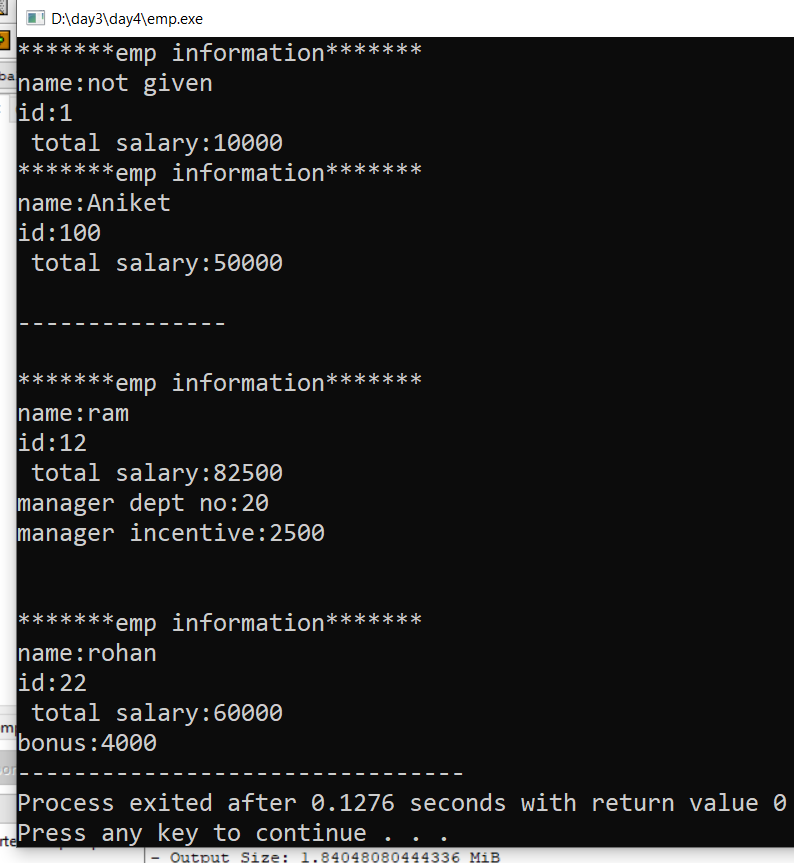 D:\day3\day4\emp.exe
*******emp information*******
name:not given
id:1
 total salary:10000
*******emp information*******
name:Aniket
id:100
 total salary:50000
---------------
*******emp information*******
name:ram
id:12
 total salary:82500
manager dept no:20
manager incentive:2500
*******emp information*******
name:rohan
id:22
 total salary:60000
bonus:4000
--------------------------------
Process exited after 0.1276 seconds with return value 0
Press any key to continue . . .
- Output Size: 1.84048080444336 MiB